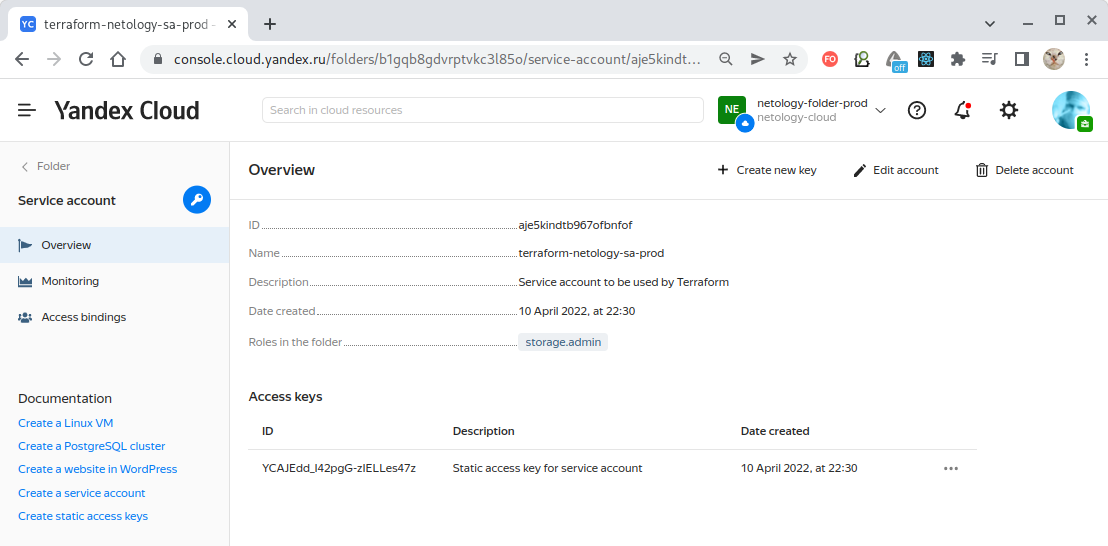 YC terraform-netology-sa-prod -
console.cloud.yandex.ru/folders/b1gqb8gdvrptvkc3l85o/service-account/aje5kindt...
FO
off
Yandex Cloud
Search in cloud resources
NE
netology-folder-prod
netology-cloud
Folder
Service account
Overview
Monitoring
Access bindings
Documentation
Create a Linux VM
Create a PostgreSQL cluster
Create a website in WordPress
Create a service account
Create static access keys
Overview
Create new key
Edit account
Delete account
ID aje5kindtb967ofbnfof
Name terraform-netology-sa-prod
Description Service account to be used by Terraform
Date created 10 April 2022, at 22:30
Roles in the folder storage.admin
Access keys
ID Description Date created
YCAJEdd_l42pgG-zIELLes47z Static access key for service account 10 April 2022, at 22:30